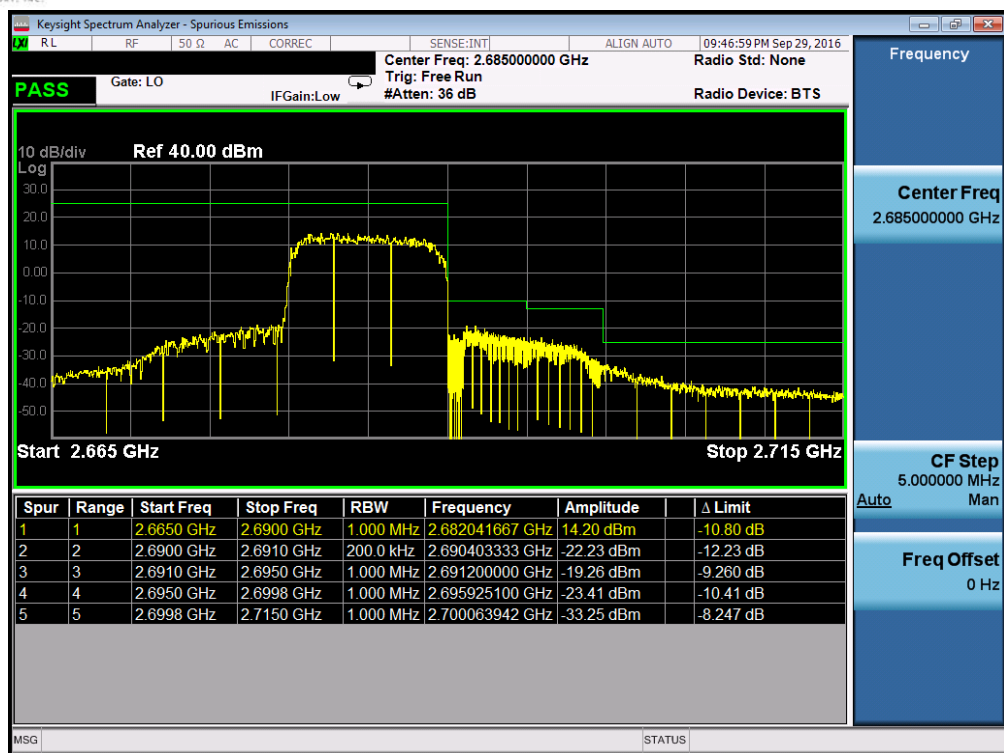 Keysight Spectrum Analyzer - Spurious Emissions
LXI RL RF 50 Ω AC CORREC SENSE:INT ALIGN AUTO 09:46:59 PM Sep 29, 2016
Center Freq: 2.685000000 GHz Radio Std: None
PASS Gate: LO Trig: Free Run
IFGain:Low #Atten: 36 dB Radio Device: BTS
10 dB/div Ref 40.00 dBm
Log
30.0
20.0
10.0
0.00
-10.0
-20.0
-30.0
-40.0
-50.0
Start 2.665 GHz Stop 2.715 GHz
Spur Range Start Freq Stop Freq RBW Frequency Amplitude Δ Limit
1 1 2.6650 GHz 2.6900 GHz 1.000 MHz 2.682041667 GHz 14.20 dBm -10.80 dB
2 2 2.6900 GHz 2.6910 GHz 200.0 kHz 2.690403333 GHz -22.23 dBm -12.23 dB
3 3 2.6910 GHz 2.6950 GHz 1.000 MHz 2.691200000 GHz -19.26 dBm -9.260 dB
4 4 2.6950 GHz 2.6998 GHz 1.000 MHz 2.695925100 GHz -23.41 dBm -10.41 dB
5 5 2.6998 GHz 2.7150 GHz 1.000 MHz 2.700063942 GHz -33.25 dBm -8.247 dB
MSG STATUS
Frequency
Center Freq
2.685000000 GHz
CF Step
5.000000 MHz
Auto Man
Freq Offset
0 Hz